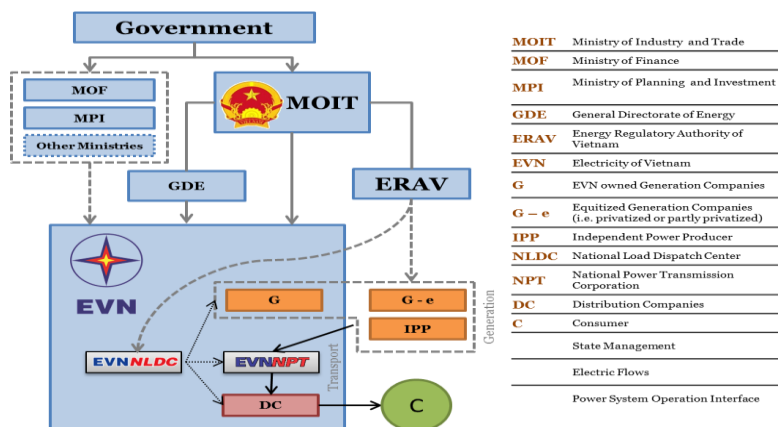 Government
MOF
MPI
Other Ministries
MOIT
GDE
ERAV
EVN
G
G - e
IPP
Generation
EVNNLDC
EVNNPT
Transport
DC
C
MOIT Ministry of Industry and Trade
MOF Ministry of Finance
MPI Ministry of Planning and Investment
GDE General Directorate of Energy
ERAV Energy Regulatory Authority of
Vietnam
EVN Electricity of Vietnam
G EVN owned Generation Companies
G – e Equitized Generation Companies
(i.e. privatized or partly privatized)
IPP Independent Power Producer
NLDC National Load Dispatch Center
NPT National Power Transmission
Corporation
DC Distribution Companies
C Consumer
State Management
Electric Flows
Power System Operation Interface